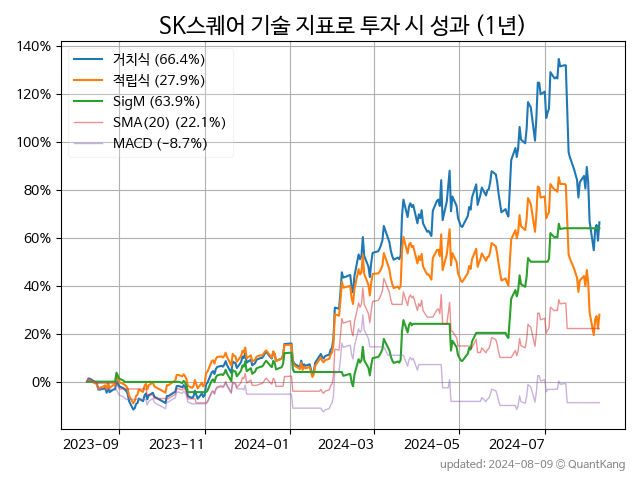 SK스퀘어 기술 지표로 투자 시 성과 (1년)
거치식 (66.4%)
적립식 (27.9%)
SigM (63.9%)
SMA(20) (22.1%)
MACD (−8.7%)
140%
120%
100%
80%
60%
40%
20%
0%
2023-09 2023-11 2024-01 2024-03 2024-05 2024-07
updated: 2024-08-09 © QuantKang